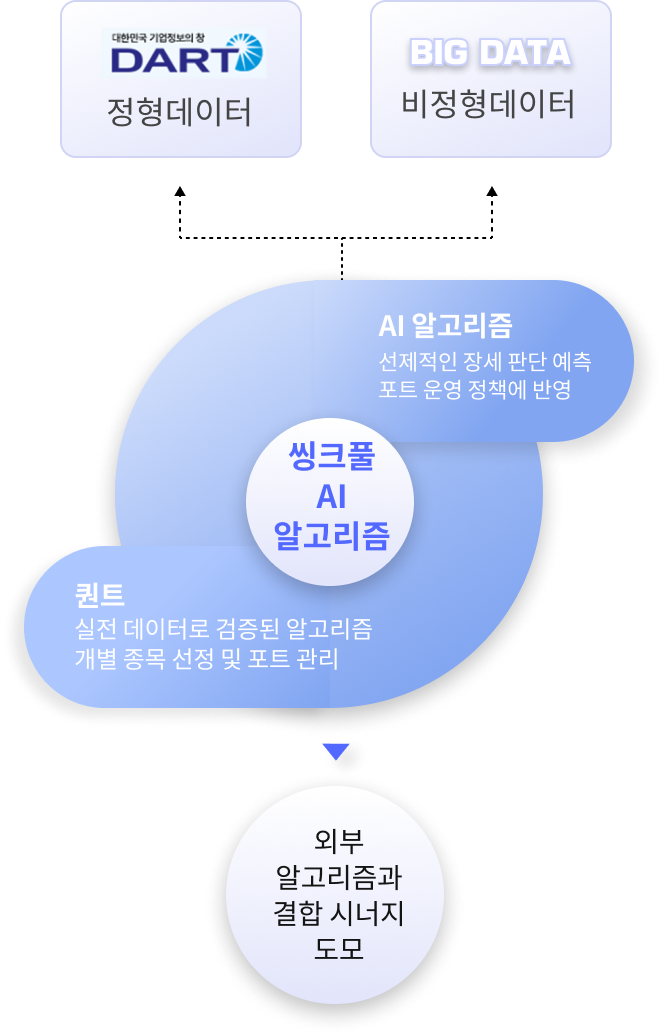 대한민국 기업정보의 창
DART
정형데이터
BIG DATA
비정형데이터
AI 알고리즘
선제적인 장세 판단 예측
포트 운영 정책에 반영
씽크풀
AI
알고리즘
퀀트
실전 데이터로 검증된 알고리즘
개별 종목 선정 및 포트 관리
외부
알고리즘과
결합 시너지
도모